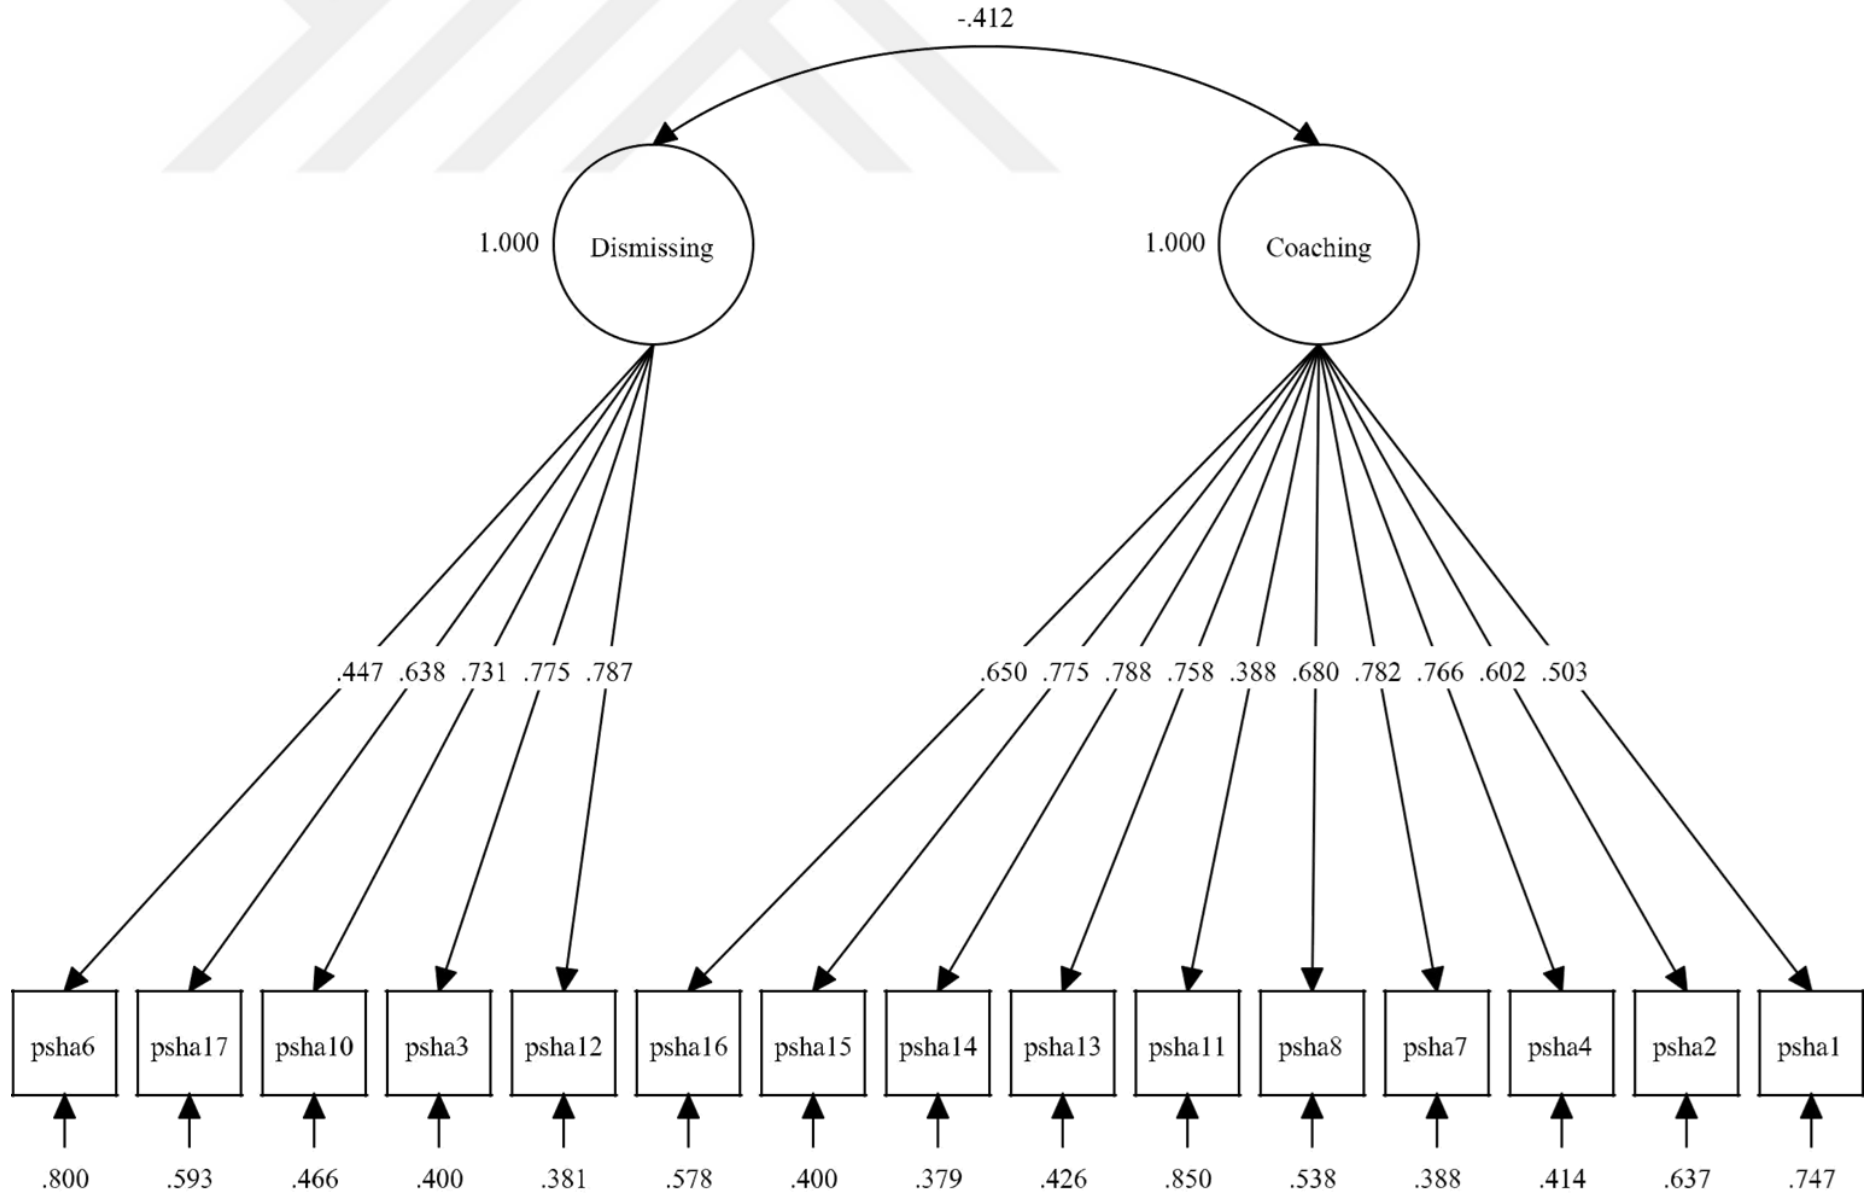 -.412
1.000 Dismissing 1.000 Coaching
.447 .638 .731 .775 .787 .650 .775 .788 .758 .388 .680 .782 .766 .602 .503
psha6 psha17 psha10 psha3 psha12 psha16 psha15 psha14 psha13 psha11 psha8 psha7 psha4 psha2 psha1
.800 .593 .466 .400 .381 .578 .400 .379 .426 .850 .538 .388 .414 .637 .747